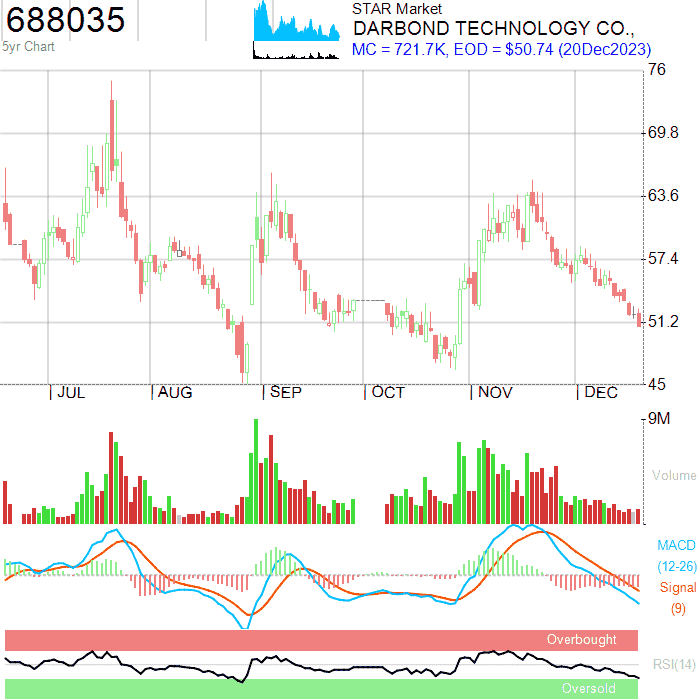 688035
5yr Chart
STAR Market
DARBOND TECHNOLOGY CO.,
MC = 721.7K, EOD = $50.74 (20Dec2023)
76
69.8
63.6
57.4
51.2
45
JUL AUG SEP OCT NOV DEC
9M
Volume
MACD
(12-26)
Signal
(9)
Overbought
RSI(14)
Oversold